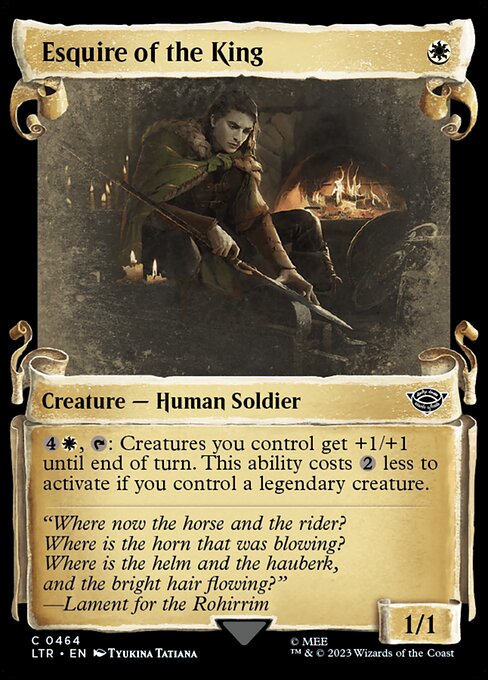 Esquire of the King
Creature — Human Soldier
4, : Creatures you control get +1/+1
until end of turn. This ability costs 2 less to
activate if you control a legendary creature.
“Where now the horse and the rider?
Where is the horn that was blowing?
Where is the helm and the hauberk,
and the bright hair flowing?”
—Lament for the Rohirrim
1/1
C 0464
LTR • EN Tyukina Tatiana
© MEE
™ & © 2023 Wizards of the Coast